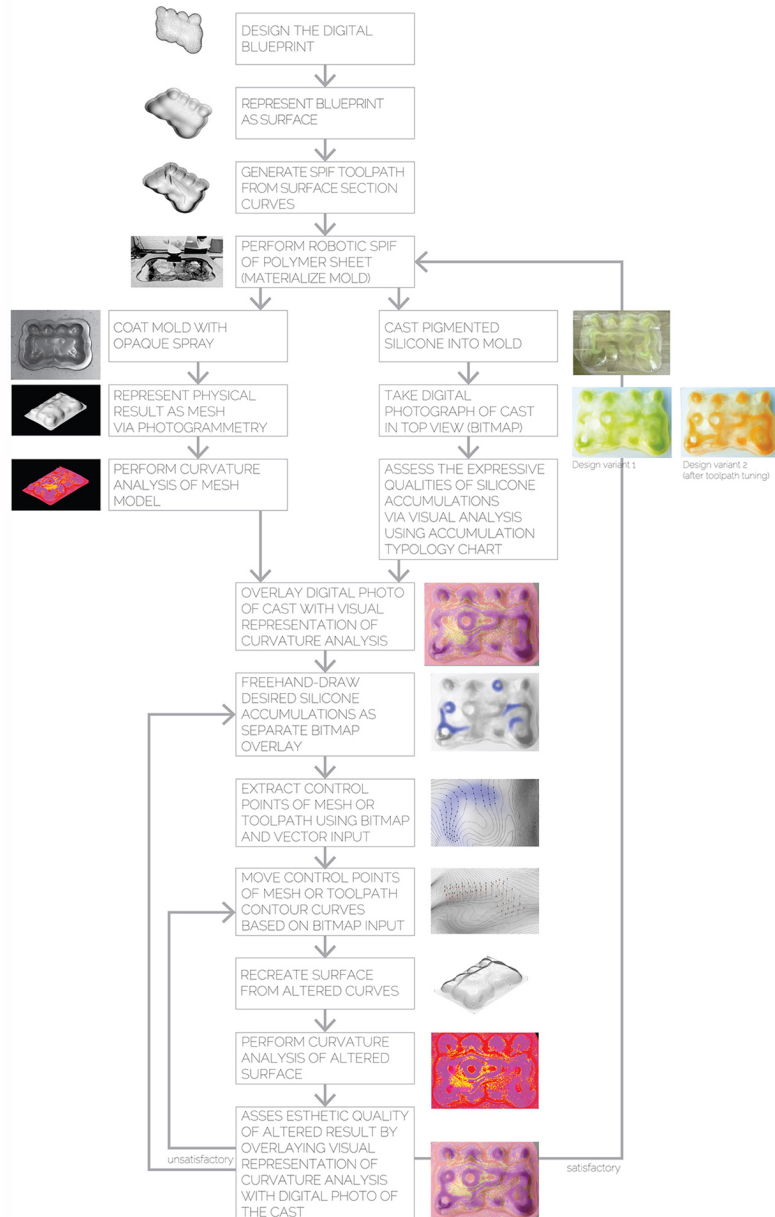 DESIGN THE DIGITAL
BLUEPRINT
REPRESENT BLUEPRINT
AS SURFACE
GENERATE SPIF TOOLPATH
FROM SURFACE SECTION
CURVES
PERFORM ROBOTIC SPIF
OF POLYMER SHEET
(MATERIALIZE MOLD)
COAT MOLD WITH
OPAQUE SPRAY
CAST PIGMENTED
SILICONE INTO MOLD
REPRESENT PHYSICAL
RESULT AS MESH
VIA PHOTOGRAMMETRY
TAKE DIGITAL
PHOTOGRAPH OF CAST
IN TOP VIEW (BITMAP)
Design variant 1
Design variant 2
(after toolpath tuning)
PERFORM CURVATURE
ANALYSIS OF MESH
MODEL
ASSESS THE EXPRESSIVE
QUALITIES OF SILICONE
ACCUMULATIONS
VIA VISUAL ANALYSIS
USING ACCUMULATION
TYPOLOGY CHART
OVERLAY DIGITAL PHOTO
OF CAST WITH VISUAL
REPRESENTATION OF
CURVATURE ANALYSIS
FREEHAND-DRAW
DESIRED SILICONE
ACCUMULATIONS AS
SEPARATE BITMAP
OVERLAY
EXTRACT CONTROL
POINTS OF MESH OR
TOOLPATH USING BITMAP
AND VECTOR INPUT
MOVE CONTROL POINTS
OF MESH OR TOOLPATH
CONTOUR CURVES
BASED ON BITMAP INPUT
RECREATE SURFACE
FROM ALTERED CURVES
PERFORM CURVATURE
ANALYSIS OF ALTERED
SURFACE
ASSES ESTHETIC QUALITY
OF ALTERED RESULT BY
OVERLAYING VISUAL
REPRESENTATION OF
CURVATURE ANALYSIS
WITH DIGITAL PHOTO OF
THE CAST
unsatisfactory
satisfactory